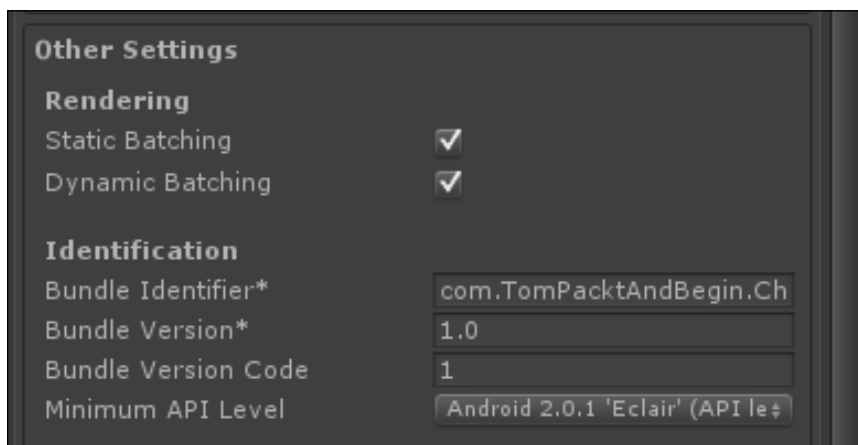 Other Settings
Rendering
Static Batching
Dynamic Batching
Identification
Bundle Identifier* com.TomPacktAndBegin.Ch
Bundle Version* 1.0
Bundle Version Code 1
Minimum API Level Android 2.0.1 'Eclair' (API le